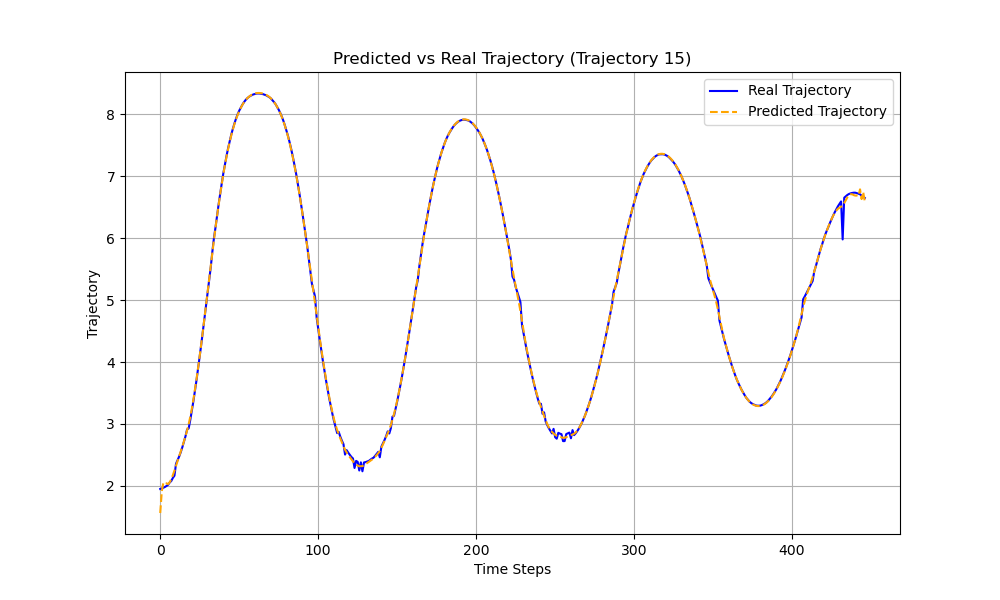 Predicted vs Real Trajectory (Trajectory 15)
Real Trajectory
Predicted Trajectory
8
7
6
5
4
3
2
Trajectory
0 100 200 300 400
Time Steps